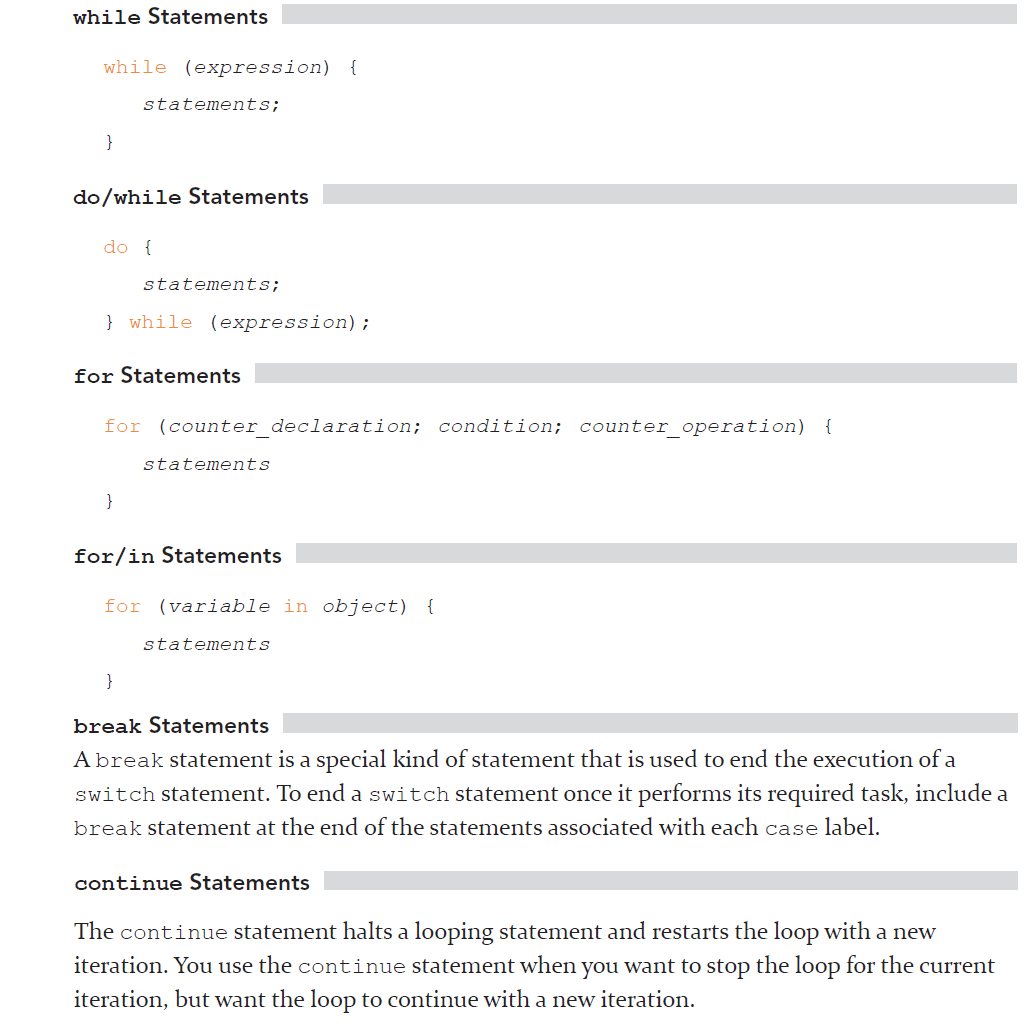 while Statements
while (expression) {
statements;
}
do/while Statements
do {
statements;
} while (expression);
for Statements
for (counter_declaration; condition; counter_operation) {
statements
}
for/in Statements
for (variable in object) {
statements
}
break Statements
A break statement is a special kind of statement that is used to end the execution of a
switch statement. To end a switch statement once it performs its required task, include a
break statement at the end of the statements associated with each case label.
continue Statements
The continue statement halts a looping statement and restarts the loop with a new
iteration. You use the continue statement when you want to stop the loop for the current
iteration, but want the loop to continue with a new iteration.